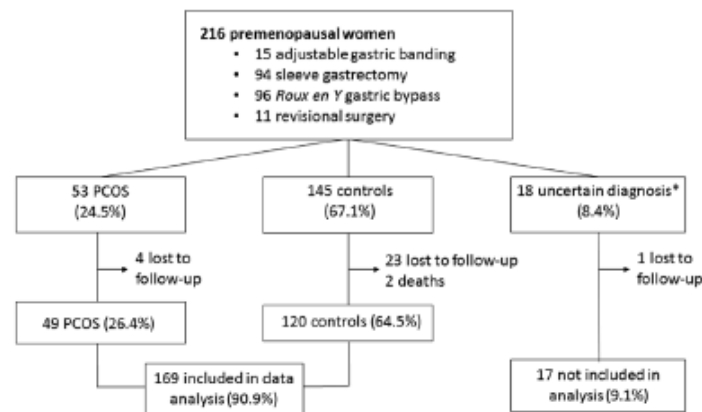 216 premenopausal women
• 15 adjustable gastric banding
• 94 sleeve gastrectomy
• 96 Roux en Y gastric bypass
• 11 revisional surgery
53 PCOS
(24.5%)
145 controls
(67.1%)
18 uncertain diagnosis*
(8.4%)
4 lost to
follow-up
23 lost to follow-up
2 deaths
1 lost to
follow-up
49 PCOS (26.4%)
120 controls (64.5%)
169 included in data
analysis (90.9%)
17 not included in
analysis (9.1%)